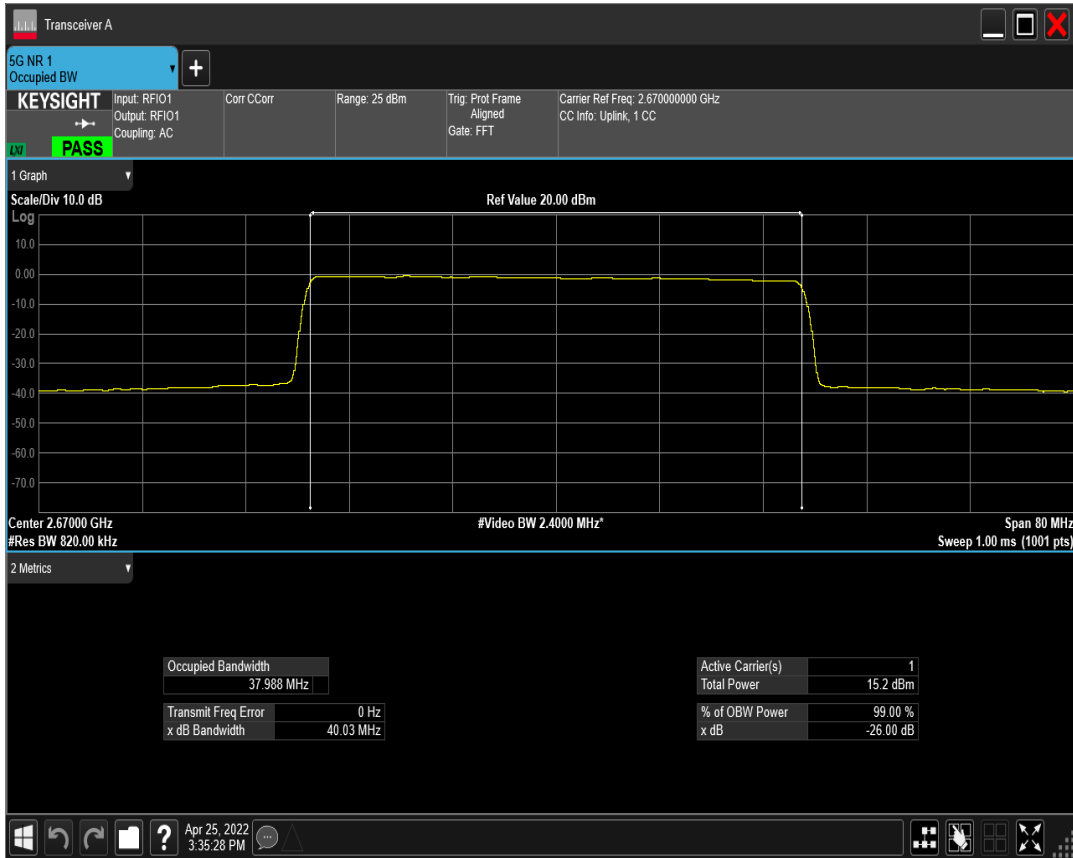 Transceiver A
5G NR 1
Occupied BW
KEYSIGHT
LXI
PASS
Input: RFIO1
Output: RFIO1
Coupling: AC
Corr CCorr
Range: 25 dBm
Trig: Prot Frame
Aligned
Gate: FFT
Carrier Ref Freq: 2.670000000 GHz
CC Info: Uplink, 1 CC
1 Graph
Scale/Div 10.0 dB
Ref Value 20.00 dBm
Log
10.0
0.00
-10.0
-20.0
-30.0
-40.0
-50.0
-60.0
-70.0
Center 2.67000 GHz
#Video BW 2.4000 MHz*
Span 80 MHz
#Res BW 820.00 kHz
Sweep 1.00 ms (1001 pts)
2 Metrics
Occupied Bandwidth
37.988 MHz
Transmit Freq Error 0 Hz
x dB Bandwidth 40.03 MHz
Active Carrier(s) 1
Total Power 15.2 dBm
% of OBW Power 99.00 %
x dB -26.00 dB
?
Apr 25, 2022
3:35:28 PM